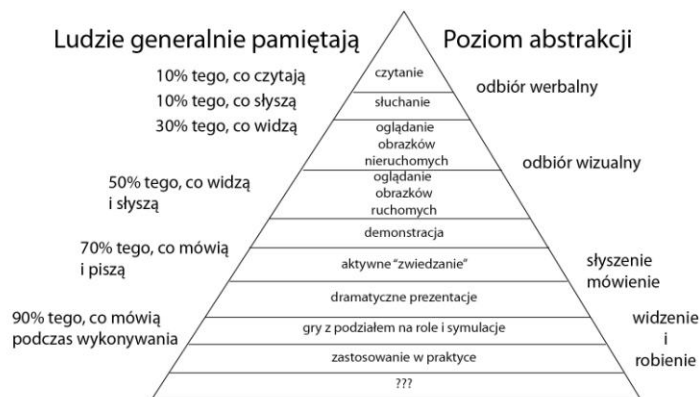 Ludzie generalnie pamiętają
Poziom abstrakcji
10% tego, co czytają
10% tego, co słyszą
30% tego, co widzą
50% tego, co widzą
i słyszą
70% tego, co mówią
i piszą
90% tego, co mówią
podczas wykonywania
czytanie
słuchanie
oglądanie
obrazków
nieruchomych
oglądanie
obrazków
ruchomych
demonstracja
aktywne "zwiedzanie"
dramatyczne prezentacje
gry z podziałem na role i symulacje
zastosowanie w praktyce
???
odbiór werbalny
odbiór wizualny
słyszenie
mówienie
widzenie
i
robienie